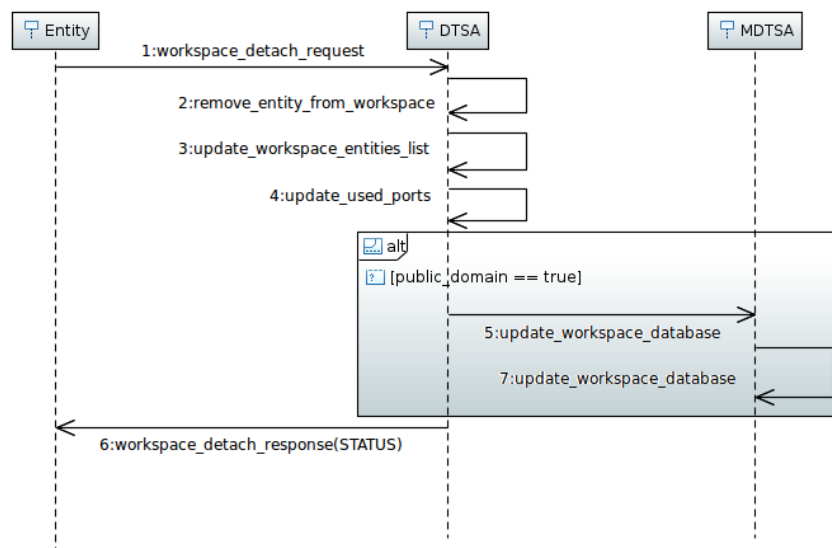 Entity
DTSA
MDTSA
1:workspace_detach_request
2:remove_entity_from_workspace
3:update_workspace_entities_list
4:update_used_ports
alt
[public_domain == true]
5:update_workspace_database
7:update_workspace_database
6:workspace_detach_response(STATUS)